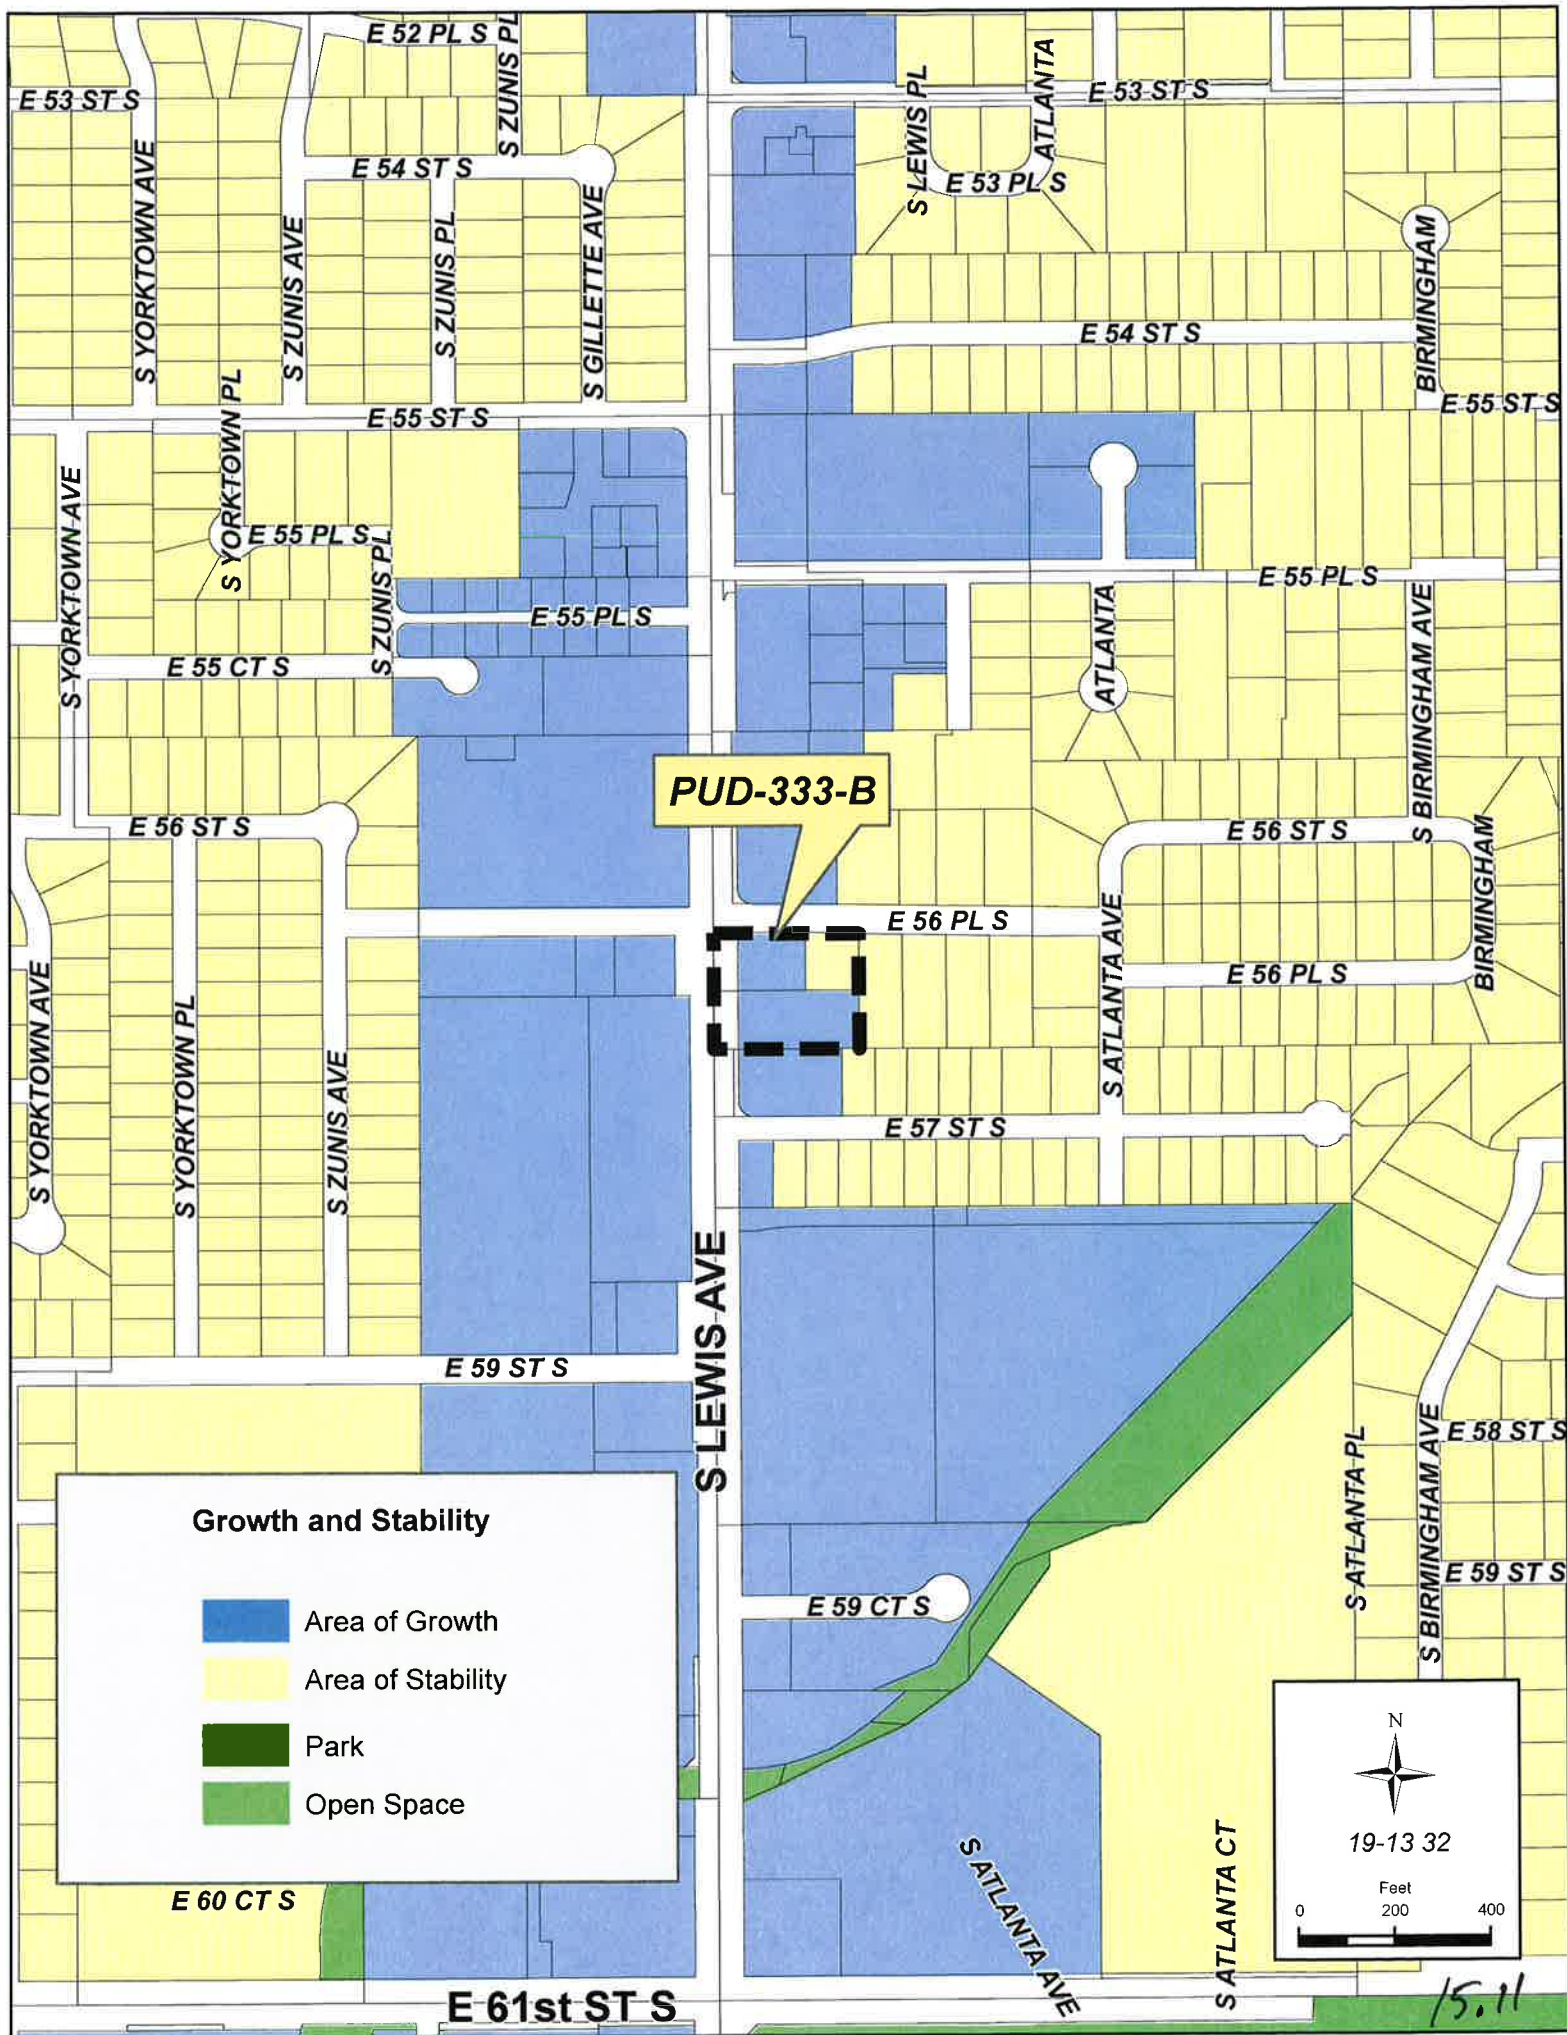 E 52 PL S
S ZUNIS PL
E 53 ST S
E 53 ST S
S LEWIS PL
ATLANTA
S YORKTOWN AVE
E 54 ST S
E 53 PL S
S ZUNIS AVE
S ZUNIS PL
S GILLETTE AVE
BIRMINGHAM
E 54 ST S
E 55 ST S
E 55 ST S
S YORKTOWN PL
S YORKTOWN AVE
E 55 PL S
S ZUNIS PL
E 55 PL S
E 55 PL S
E 55 CT S
ATLANTA
S BIRMINGHAM AVE
PUD-333-B
E 56 ST S
E 56 ST S
BIRMINGHAM
E 56 PL S
E 56 PL S
S ATLANTA AVE
S YORKTOWN AVE
S YORKTOWN PL
S ZUNIS AVE
E 57 ST S
S LEWIS AVE
E 59 ST S
S ATLANTA PL
S BIRMINGHAM AVE
E 58 ST S
E 59 ST S
E 59 CT S
Growth and Stability
Area of Growth
Area of Stability
Park
Open Space
E 60 CT S
S ATLANTA AVE
S ATLANTA CT
N
19-13 32
Feet
0 200 400
E 61st ST S
15.11